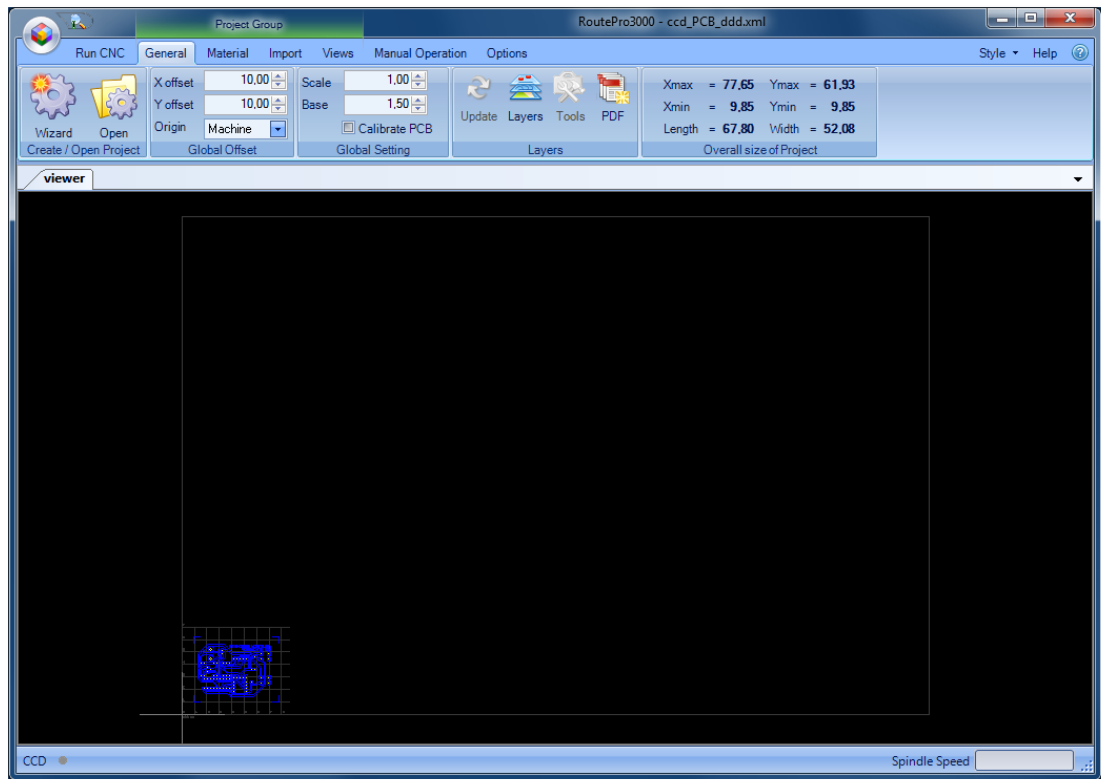 Project Group
RoutePro3000 - ccd_PCB_ddd.xml
Run CNC General Material Import Views Manual Operation Options Style Help
X offset 10,00 Scale 1,00 Xmax = 77,65 Ymax = 61,93
Y offset 10,00 Base 1,50 Update Layers Tools PDF Xmin = 9,85 Ymin = 9,85
Wizard Open Origin Machine Calibrate PCB Length = 67,80 Width = 52,08
Create / Open Project Global Offset Global Setting Layers Overall size of Project
viewer
CCD Spindle Speed